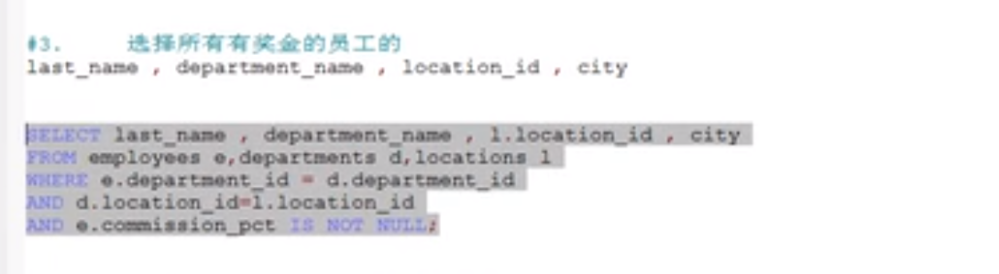 #3. 选择所有有奖金的员工的
last_name , department_name , location_id , city
SELECT last_name , department_name , l.location_id , city
FROM employees e,departments d,locations l
WHERE e.department_id = d.department_id
AND d.location_id=l.location_id
AND e.commission_pct IS NOT NULL;